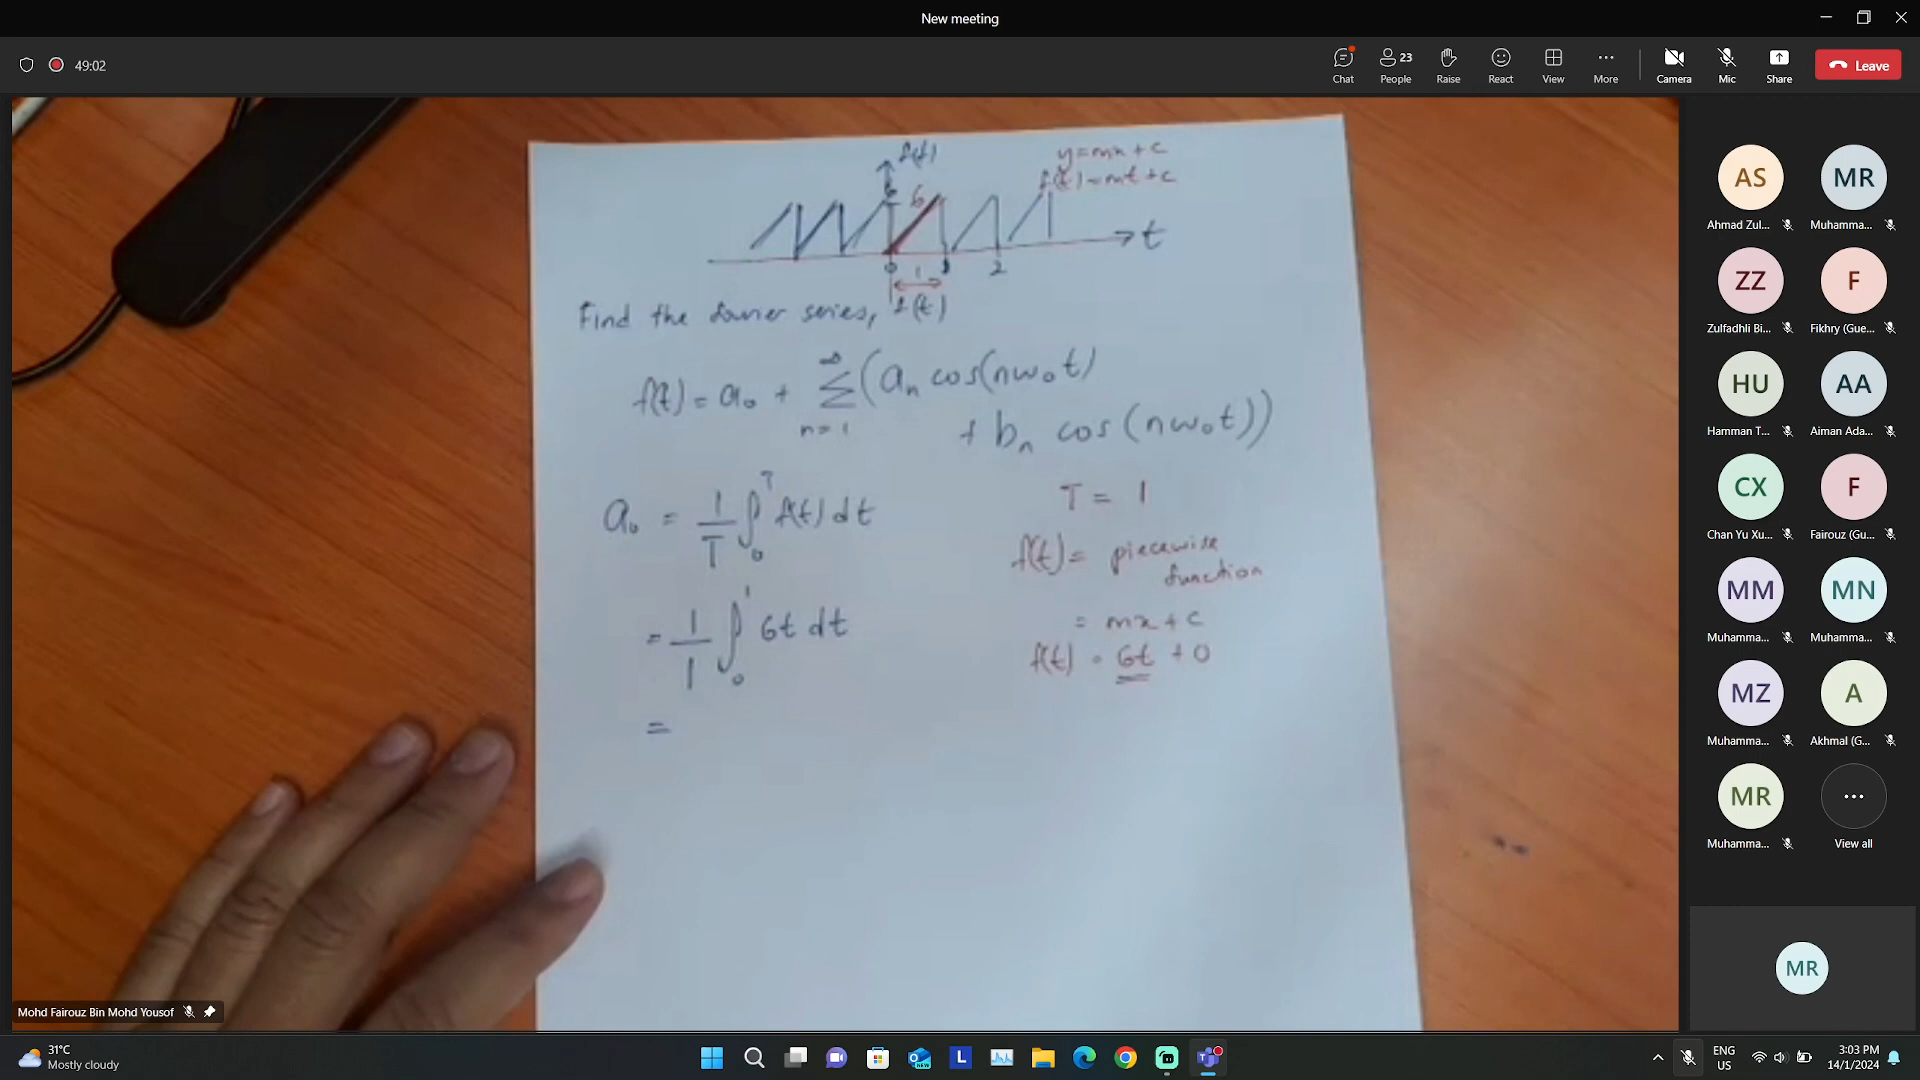 New meeting
49:02
Chat
People 23
Raise
React
View
More
Camera
Mic
Share
Leave
f(t)
y=mx+c
f(t)=mt+c
6
6
t
0
1
1
2
Find the fourier series, f(t)
f(t) = a₀ + ∞ Σ n=1 (aₙ cos(nω₀t)
+ bₙ cos(nω₀t))
a₀ = 1/T ∫₀ᵀ f(t) dt
T = 1
f(t) = piecewise
function
= 1/1 ∫₀¹ 6t dt
= mx + c
f(t) = 6t + 0
=
AS
MR
Ahmad Zul...
Muhamma...
ZZ
F
Zulfadhli Bi...
Fikhry (Gue...
HU
AA
Hamman T...
Aiman Ada...
CX
F
Chan Yu Xu...
Fairouz (Gu...
MM
MN
Muhamma...
Muhamma...
MZ
A
Muhamma...
Akhmal (G...
MR
...
Muhamma...
View all
MR
Mohd Fairouz Bin Mohd Yousof
31°C
Mostly cloudy
NEW
L
ENG
US
3:03 PM
14/1/2024